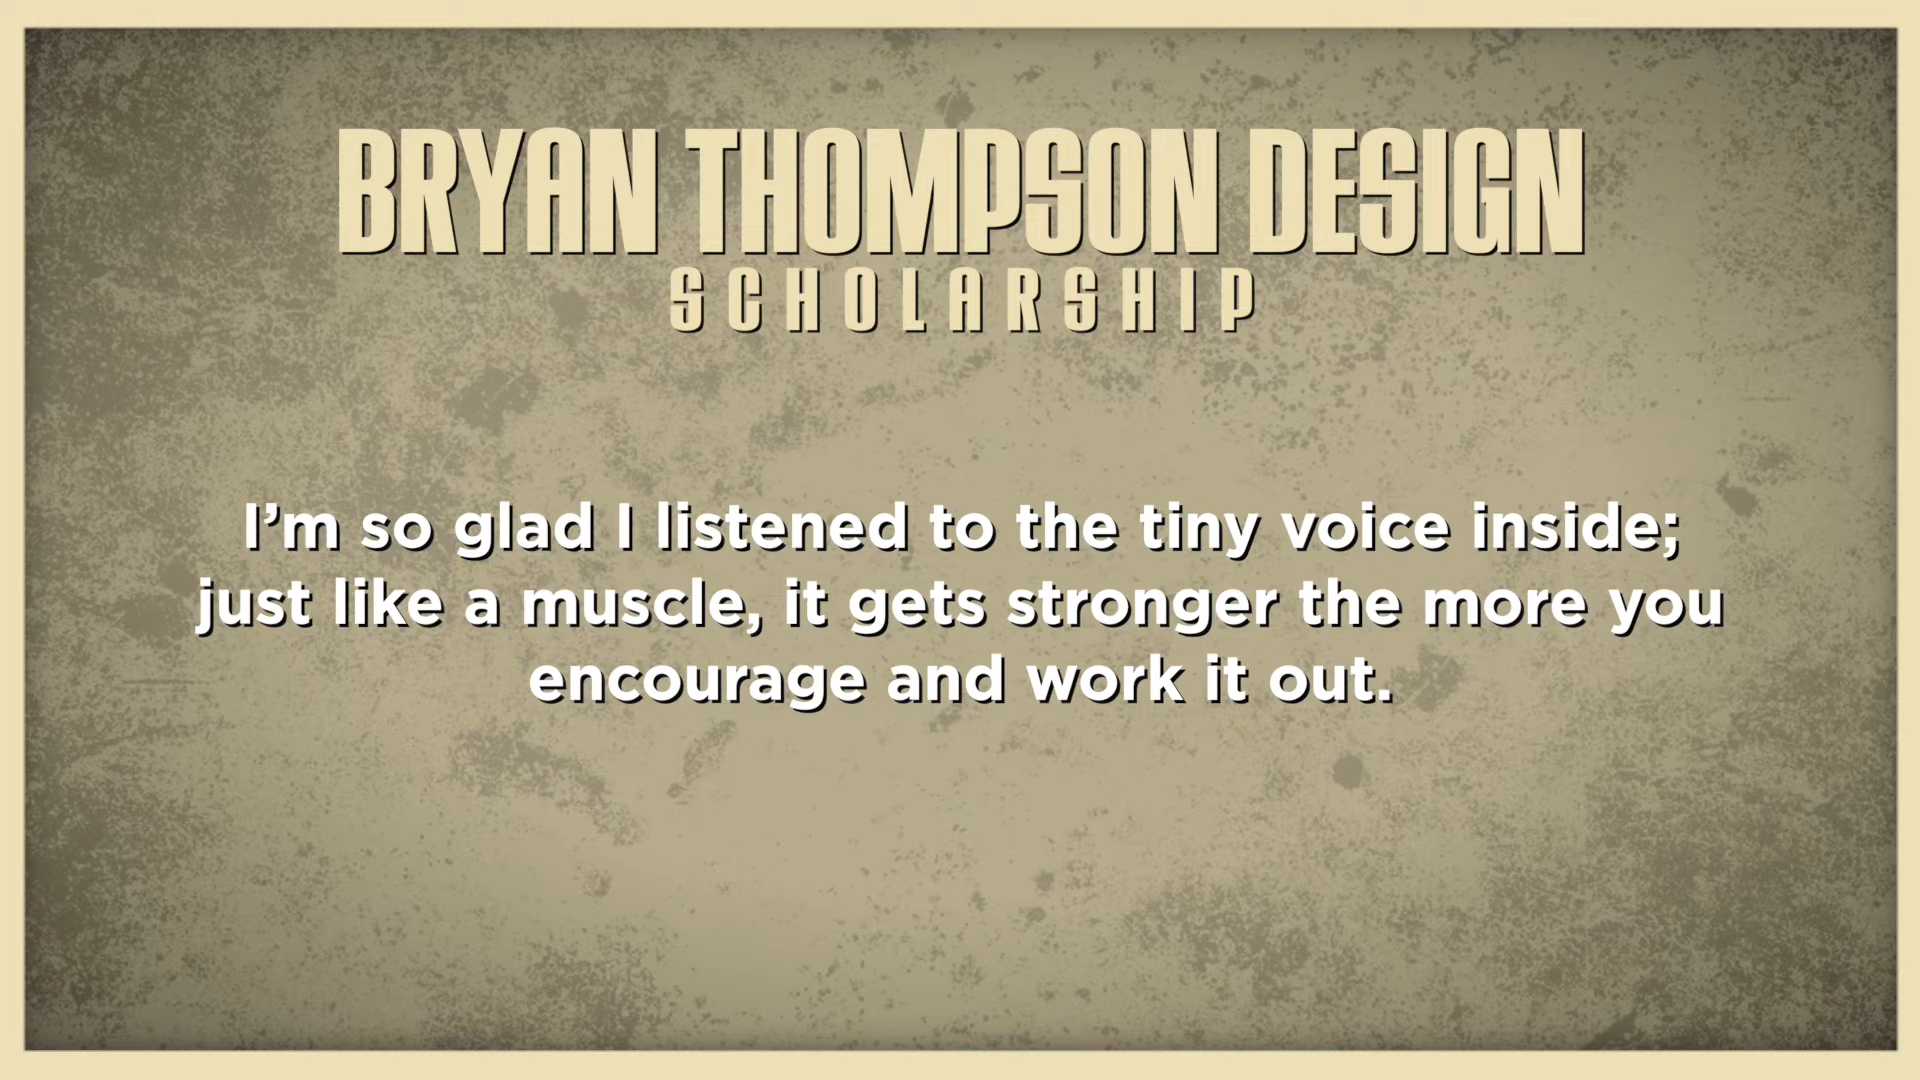 BRYAN THOMPSON DESIGN
SCHOLARSHIP
I’m so glad I listened to the tiny voice inside;
just like a muscle, it gets stronger the more you
encourage and work it out.